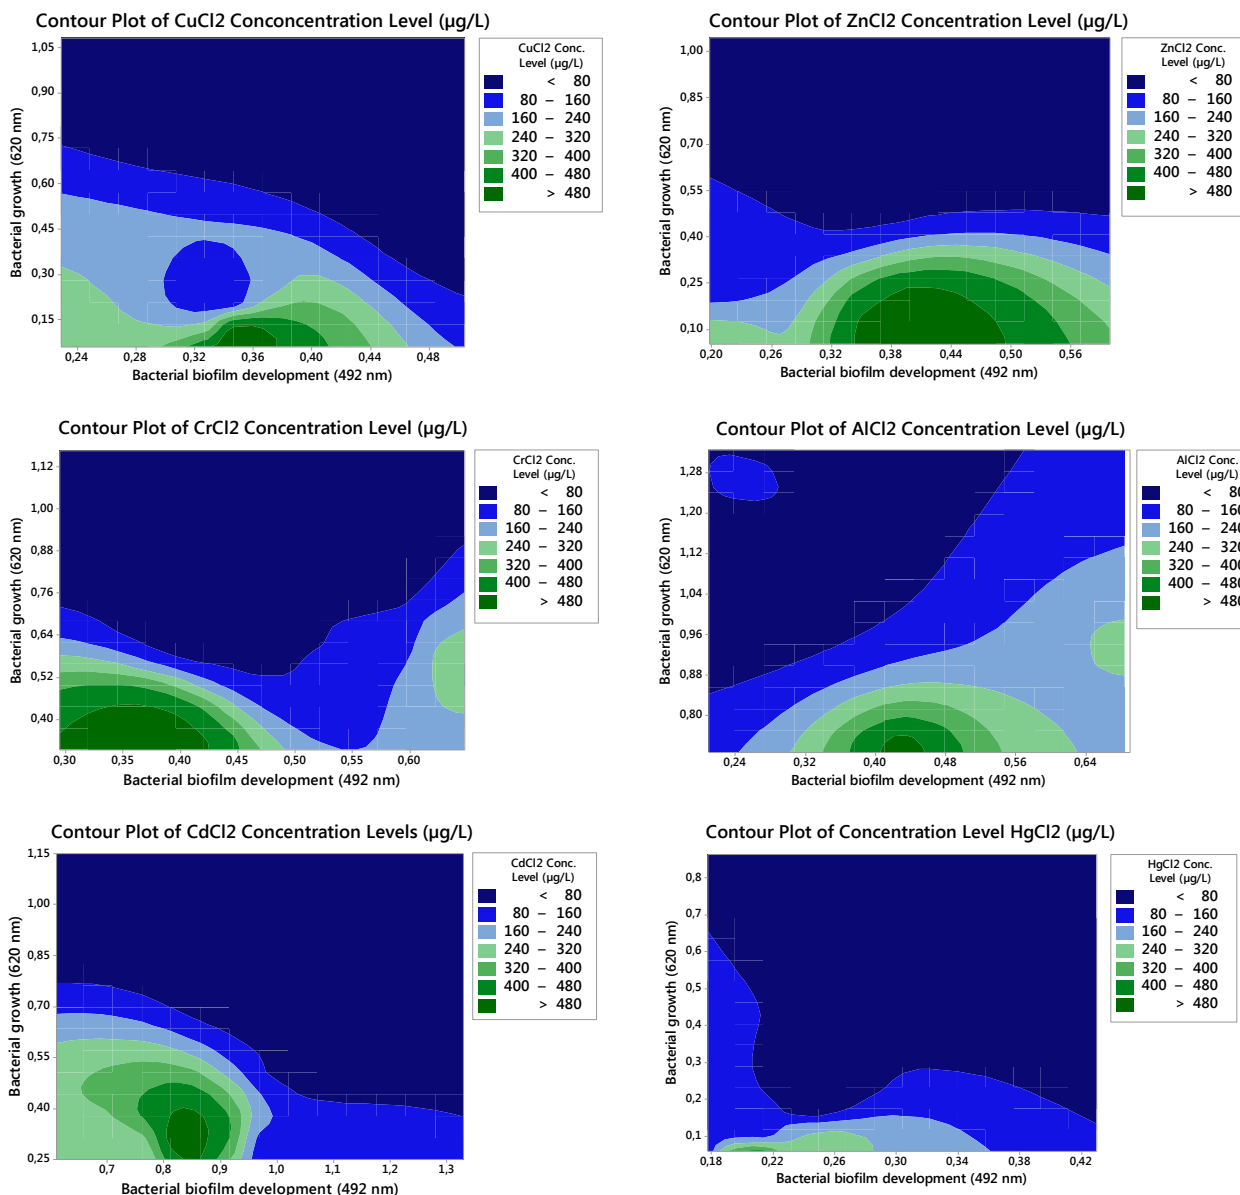 Contour Plot of CuCl2 Conconcentration Level (µg/L)
1,05
0,90
0,75
0,60
0,45
0,30
0,15
Bacterial growth (620 nm)
0,24 0,28 0,32 0,36 0,40 0,44 0,48
Bacterial biofilm development (492 nm)
CuCl2 Conc.
Level (µg/L)
< 80
80 – 160
160 – 240
240 – 320
320 – 400
400 – 480
> 480
Contour Plot of ZnCl2 Concentration Level (µg/L)
1,00
0,85
0,70
0,55
0,40
0,25
0,10
Bacterial growth (620 nm)
0,20 0,26 0,32 0,38 0,44 0,50 0,56
Bacterial biofilm development (492 nm)
ZnCl2 Conc.
Level (µg/L)
< 80
80 – 160
160 – 240
240 – 320
320 – 400
400 – 480
> 480
Contour Plot of CrCl2 Concentration Level (µg/L)
1,12
1,00
0,88
0,76
0,64
0,52
0,40
Bacterial growth (620 nm)
0,30 0,35 0,40 0,45 0,50 0,55 0,60
Bacterial biofilm development (492 nm)
CrCl2 Conc.
Level (µg/L)
< 80
80 – 160
160 – 240
240 – 320
320 – 400
400 – 480
> 480
Contour Plot of AlCl2 Concentration Level (µg/L)
1,28
1,20
1,12
1,04
0,96
0,88
0,80
Bacterial growth (620 nm)
0,24 0,32 0,40 0,48 0,56 0,64
Bacterial biofilm development (492 nm)
AlCl2 Conc.
Level (µg/L)
< 80
80 – 160
160 – 240
240 – 320
320 – 400
400 – 480
> 480
Contour Plot of CdCl2 Concentration Levels (µg/L)
1,15
1,00
0,85
0,70
0,55
0,40
0,25
Bacterial growth (620 nm)
0,7 0,8 0,9 1,0 1,1 1,2 1,3
Bacterial biofilm development (492 nm)
CdCl2 Conc.
Level (µg/L)
< 80
80 – 160
160 – 240
240 – 320
320 – 400
400 – 480
> 480
Contour Plot of Concentration Level HgCl2 (µg/L)
0,8
0,7
0,6
0,5
0,4
0,3
0,2
0,1
Bacterial growth (620 nm)
0,18 0,22 0,26 0,30 0,34 0,38 0,42
Bacterial biofilm development (492 nm)
HgCl2 Conc.
Level (µg/L)
< 80
80 – 160
160 – 240
240 – 320
320 – 400
400 – 480
> 480